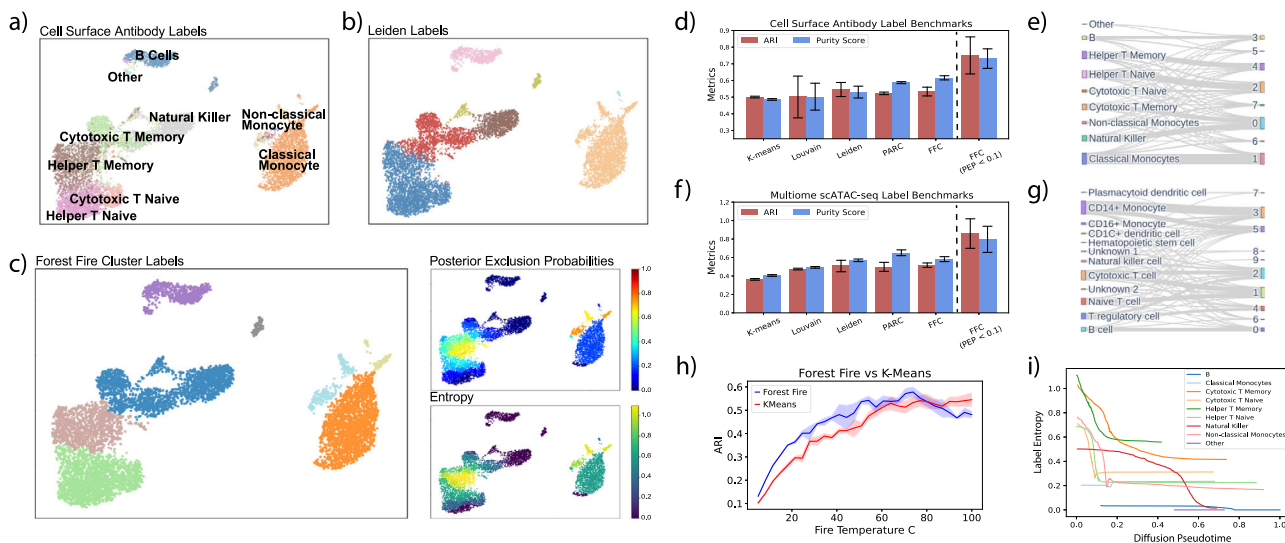 a)
Cell Surface Antibody Labels
B Cells
Other
Natural Killer
Non-classical
Monocyte
Cytotoxic T Memory
Classical
Monocyte
Helper T Memory
Cytotoxic T Naive
Helper T Naive
b)
Leiden Labels
c)
Forest Fire Cluster Labels
Posterior Exclusion Probabilities
1.0
0.8
0.6
0.4
0.2
0.0
Entropy
1.0
0.8
0.6
0.4
0.2
0.0
d)
Cell Surface Antibody Label Benchmarks
ARI
Purity Score
Metrics
0.9
0.8
0.7
0.6
0.5
0.4
0.3
K-means
Louvain
Leiden
PARC
FFC
FFC
(PEP < 0.1)
e)
Other
B
Helper T Memory
Helper T Naive
Cytotoxic T Naive
Cytotoxic T Memory
Non-classical Monocytes
Natural Killer
Classical Monocytes
3
5
4
2
7
0
6
1
f)
Multiome scATAC-seq Label Benchmarks
ARI
Purity Score
Metrics
1.2
1.0
0.8
0.6
0.4
0.2
0.0
K-means
Louvain
Leiden
PARC
FFC
FFC
(PEP < 0.1)
g)
Plasmacytoid dendritic cell
CD14+ Monocyte
CD16+ Monocyte
CD1C+ dendritic cell
Hematopoietic stem cell
Unknown 1
Natural killer cell
Cytotoxic T cell
Unknown 2
Naive T cell
T regulatory cell
B cell
7
3
5
8
9
2
1
4
6
0
h)
Forest Fire vs K-Means
Forest Fire
KMeans
ARI
0.6
0.5
0.4
0.3
0.2
0.1
20
40
60
80
100
Fire Temperature C
i)
B
Classical Monocytes
Cytotoxic T Memory
Cytotoxic T Naive
Helper T Memory
Helper T Naive
Natural Killer
Non-classical Monocytes
Other
Label Entropy
1.0
0.8
0.6
0.4
0.2
0.0
0.0
0.2
0.4
0.6
0.8
1.0
Diffusion Pseudotime